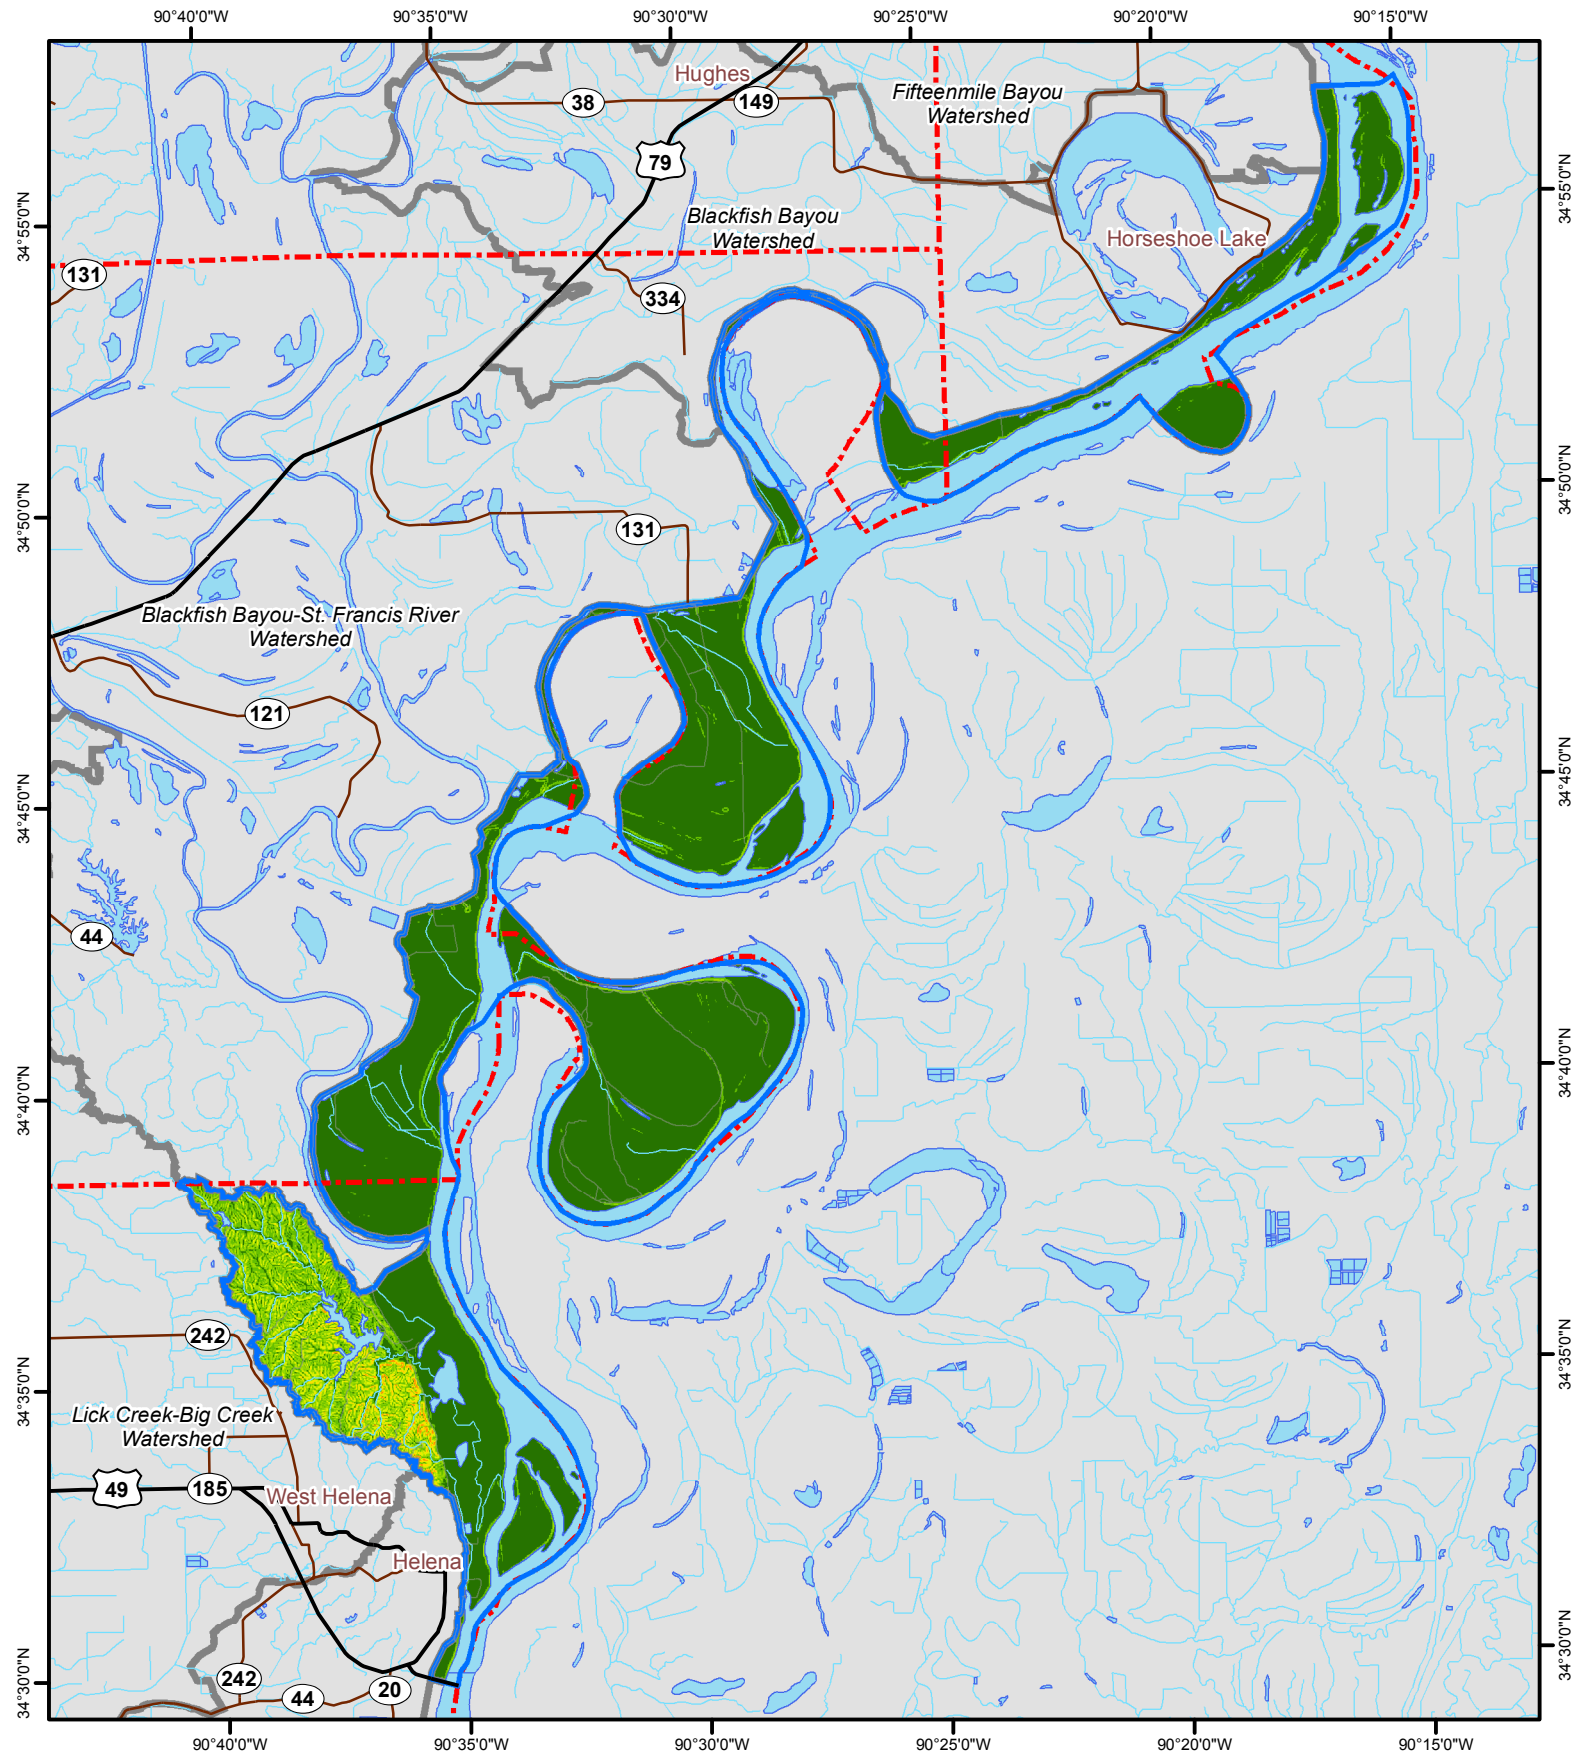 90°40'0"W 90°35'0"W 90°30'0"W 90°25'0"W 90°20'0"W 90°15'0"W
Hughes
38
149
Fifteenmile Bayou
Watershed
79
34°55'0"N
34°55'0"N
Blackfish Bayou
Watershed
Horseshoe Lake
131
334
34°50'0"N
34°50'0"N
131
Blackfish Bayou-St. Francis River
Watershed
121
34°45'0"N
34°45'0"N
44
34°40'0"N
34°40'0"N
242
34°35'0"N
34°35'0"N
Lick Creek-Big Creek
Watershed
49
185
West Helena
Helena
34°30'0"N
34°30'0"N
242
44
20
90°40'0"W 90°35'0"W 90°30'0"W 90°25'0"W 90°20'0"W 90°15'0"W